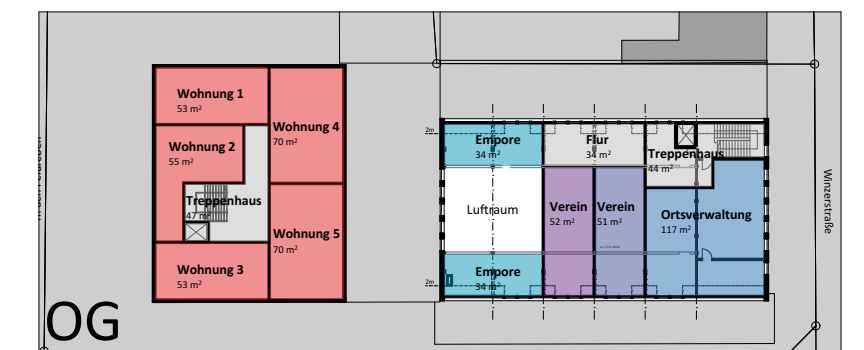 Wohnung 1
53 m²
Wohnung 2
55 m²
Wohnung 4
70 m²
Treppenhaus
47 m²
Wohnung 5
70 m²
Wohnung 3
53 m²
OG
2m
Empore
34 m²
Flur
34 m²
Treppenhaus
44 m²
Luftraum
Verein
52 m²
Verein
51 m²
Ortsverwaltung
117 m²
Empore
34 m²
2m
Winzerstraße